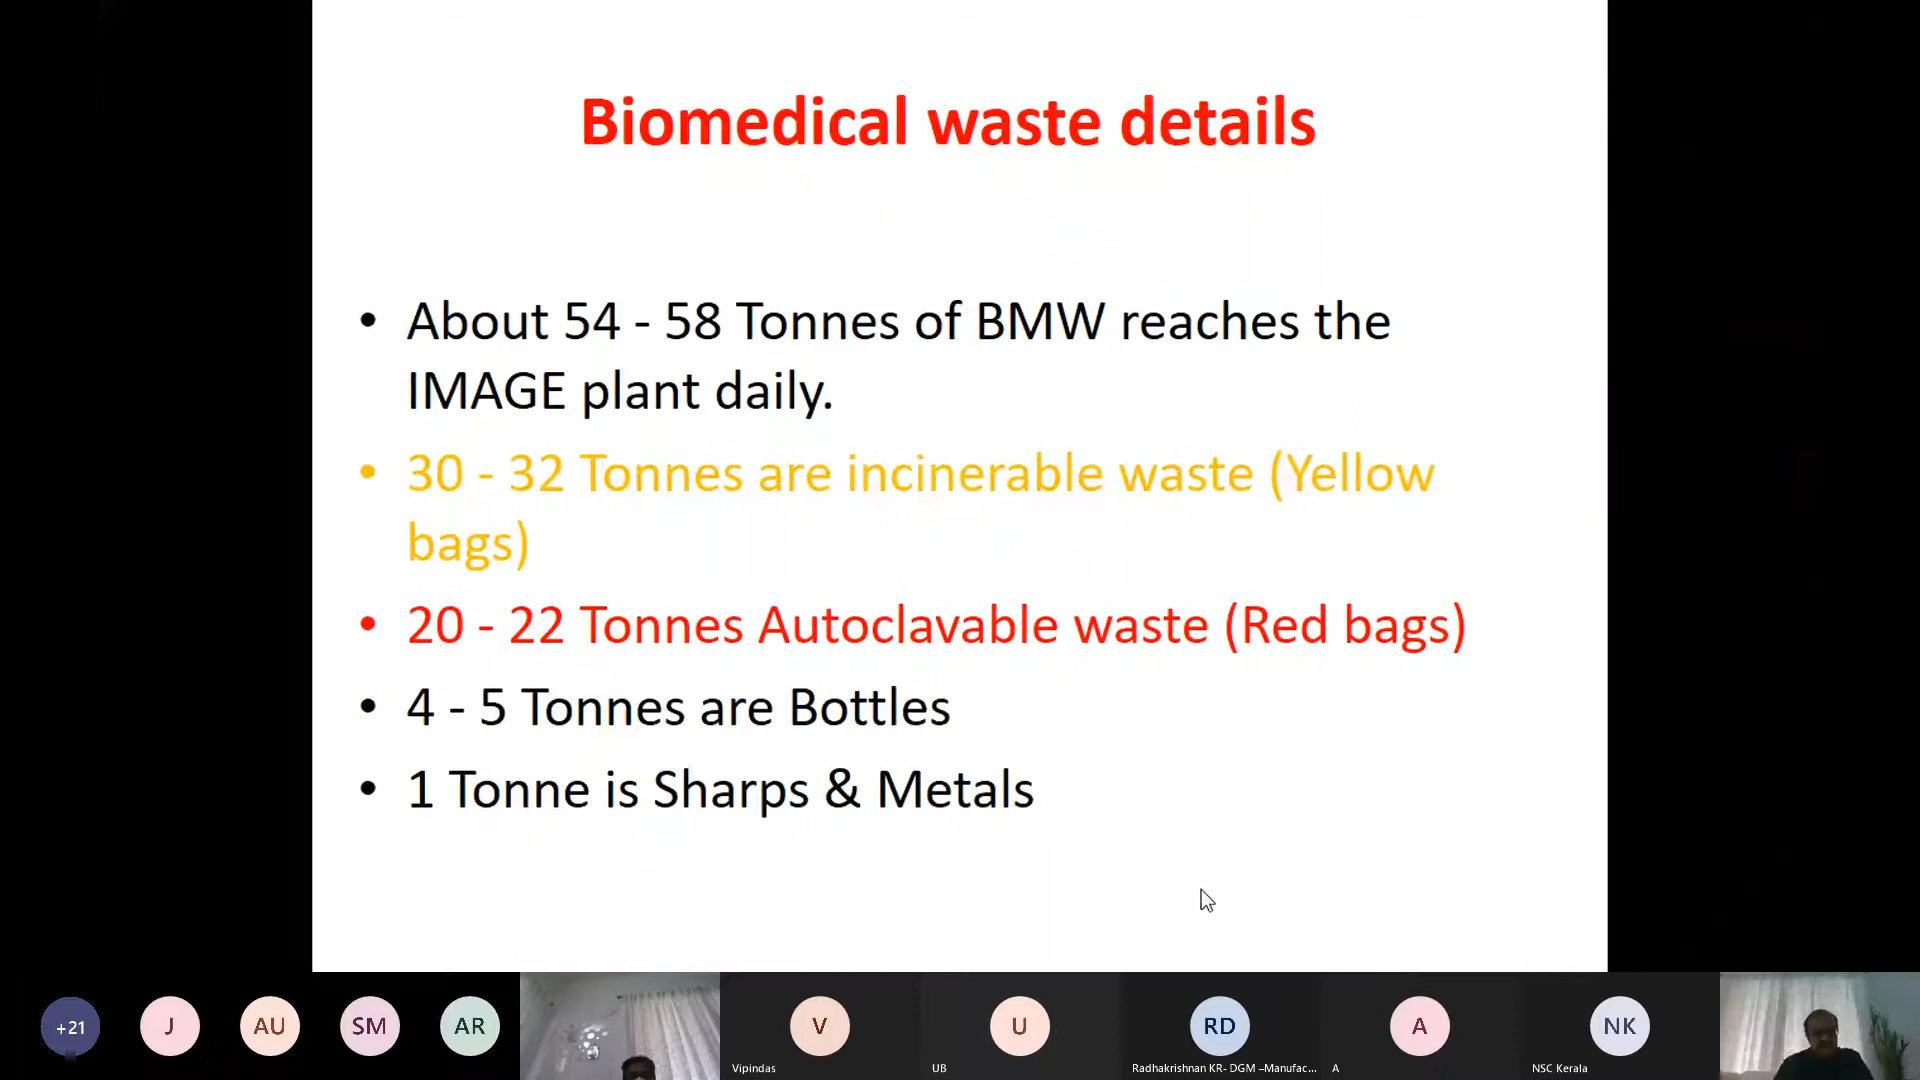 Biomedical waste details
• About 54 - 58 Tonnes of BMW reaches the
IMAGE plant daily.
• 30 - 32 Tonnes are incinerable waste (Yellow
bags)
• 20 - 22 Tonnes Autoclavable waste (Red bags)
• 4 - 5 Tonnes are Bottles
• 1 Tonne is Sharps & Metals
+21 J AU SM AR V U RD A NK
Vipindas UB Radhakrishnan KR- DGM –Manufac... A NSC Kerala